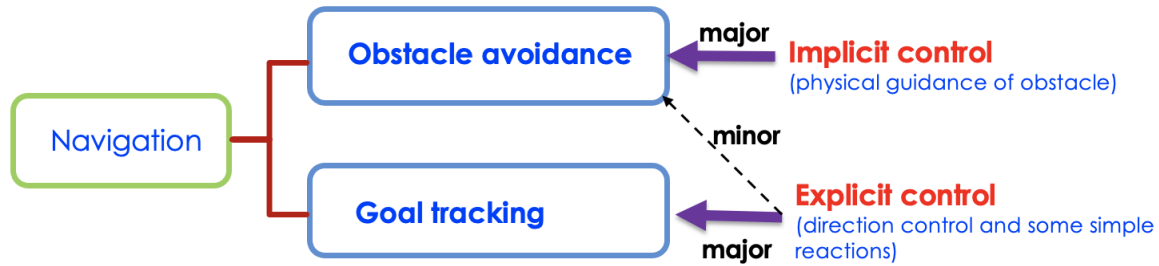 Navigation
Obstacle avoidance
major
Implicit control
(physical guidance of obstacle)
minor
Goal tracking
major
Explicit control
(direction control and some simple
reactions)